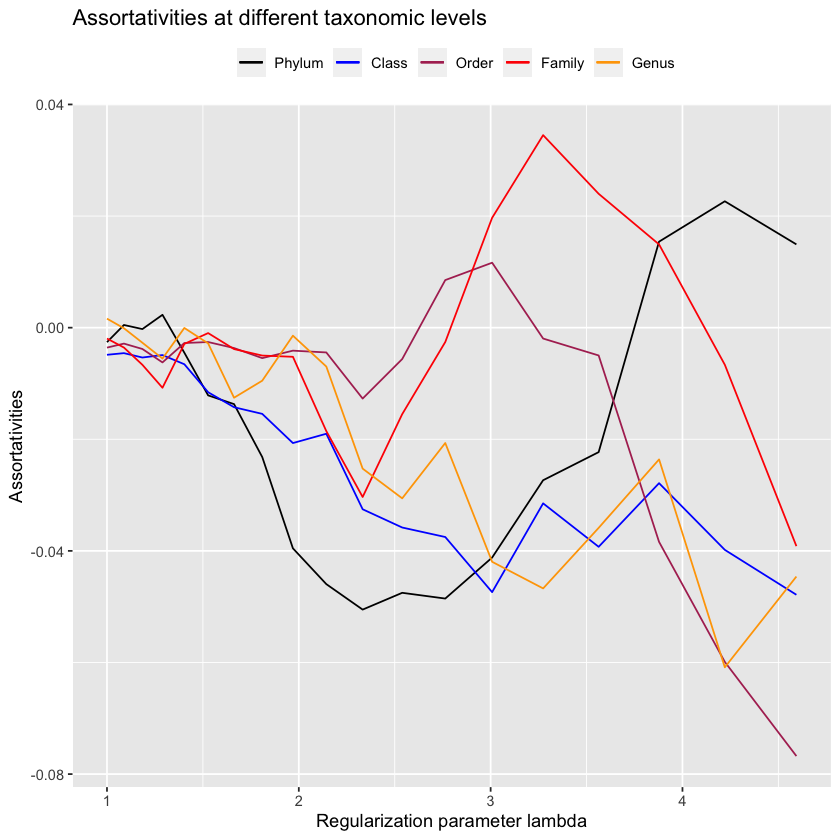 Assortativities at different taxonomic levels
Phylum Class Order Family Genus
0.04
0.00
-0.04
-0.08
Assortativities
1 2 3 4
Regularization parameter lambda